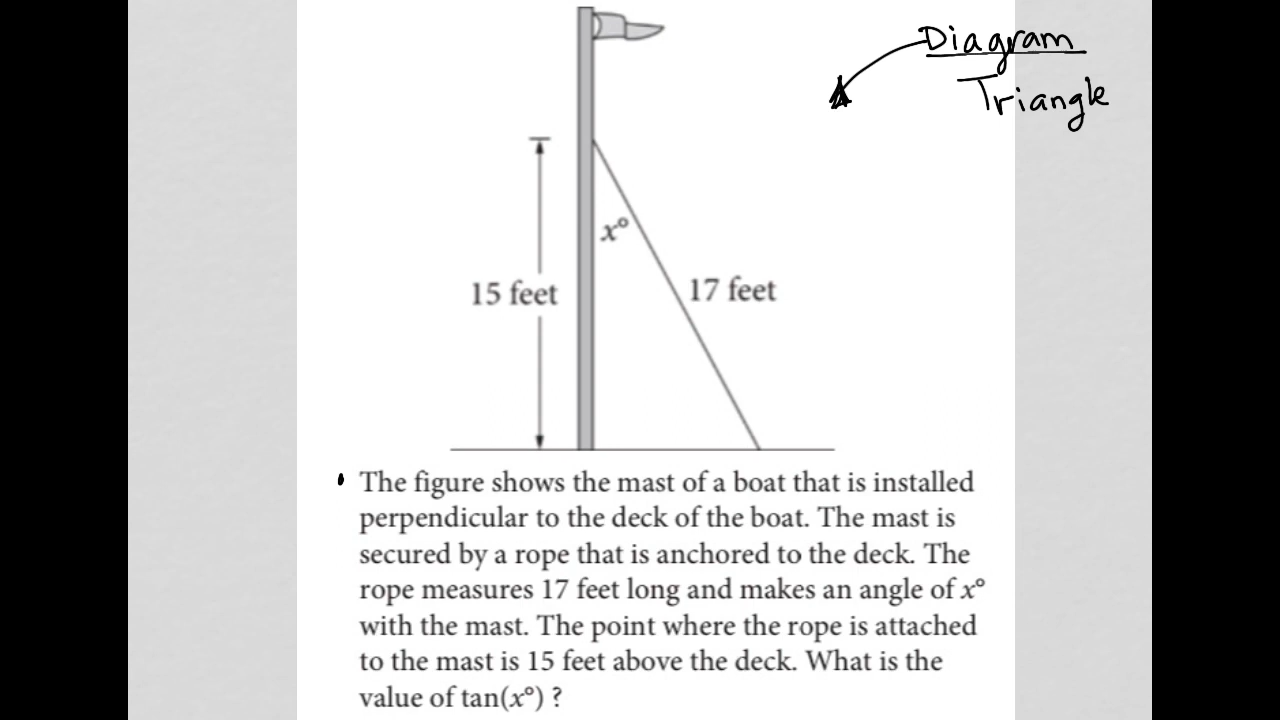 Diagram
Triangle
x°
15 feet
17 feet
The figure shows the mast of a boat that is installed
perpendicular to the deck of the boat. The mast is
secured by a rope that is anchored to the deck. The
rope measures 17 feet long and makes an angle of x°
with the mast. The point where the rope is attached
to the mast is 15 feet above the deck. What is the
value of tan(x°) ?